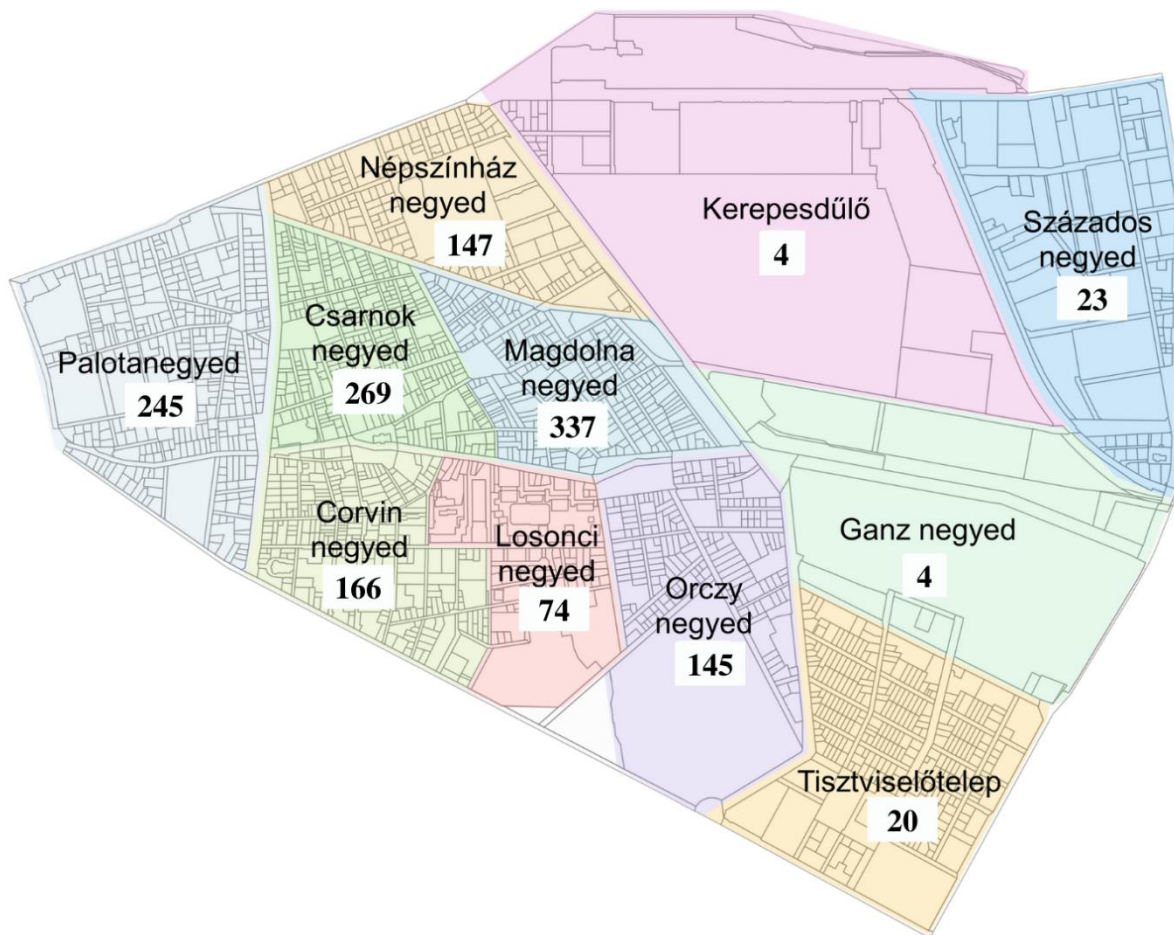 Népszínház
negyed
147
Kerepesdűlő
4
Százados
negyed
23
Palotanegyed
245
Csarnok
negyed
269
Magdolna
negyed
337
Corvin
negyed
166
Losonci
negyed
74
Orczy
negyed
145
Ganz negyed
4
Tisztviselőtelep
20